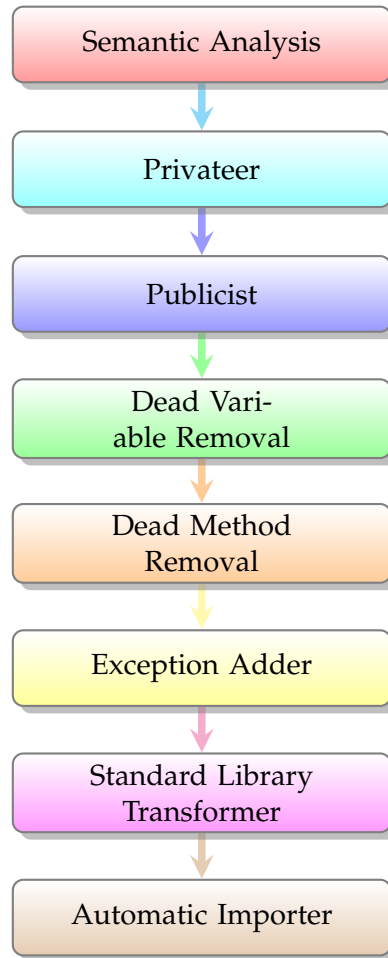 Semantic Analysis
Privateer
Publicist
Dead Vari-
able Removal
Dead Method
Removal
Exception Adder
Standard Library
Transformer
Automatic Importer